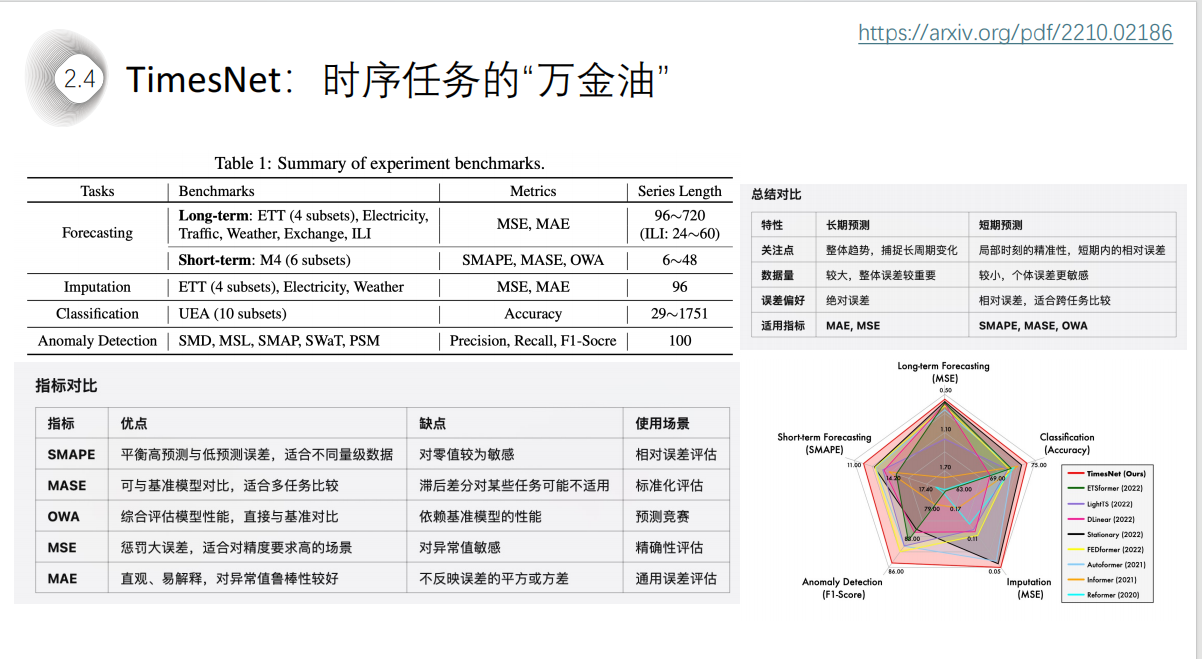 https://arxiv.org/pdf/2210.02186
2.4
TimesNet：时序任务的“万金油”
Table 1: Summary of experiment benchmarks.
Tasks Benchmarks Metrics Series Length
Forecasting
Long-term: ETT (4 subsets), Electricity,
Traffic, Weather, Exchange, ILI
MSE, MAE
96∼720
(ILI: 24∼60)
Short-term: M4 (6 subsets) SMAPE, MASE, OWA 6∼48
Imputation ETT (4 subsets), Electricity, Weather MSE, MAE 96
Classification UEA (10 subsets) Accuracy 29∼1751
Anomaly Detection SMD, MSL, SMAP, SWaT, PSM Precision, Recall, F1-Socre 100
总结对比
特性 长期预测 短期预测
关注点 整体趋势，捕捉长周期变化 局部时刻的精准性，短期内的相对误差
数据量 较大，整体误差较重要 较小，个体误差更敏感
误差偏好 绝对误差 相对误差，适合跨任务比较
适用指标 MAE, MSE SMAPE, MASE, OWA
指标对比
指标 优点 缺点 使用场景
SMAPE 平衡高预测与低预测误差，适合不同量级数据 对零值较为敏感 相对误差评估
MASE 可与基准模型对比，适合多任务比较 滞后差分对某些任务可能不适用 标准化评估
OWA 综合评估模型性能，直接与基准对比 依赖基准模型的性能 预测竞赛
MSE 惩罚大误差，适合对精度要求高的场景 对异常值敏感 精确性评估
MAE 直观、易解释，对异常值鲁棒性较好 不反映误差的平方或方差 通用误差评估
Long-term Forecasting
(MSE)
0.50
1.10
1.70
Short-term Forecasting
(SMAPE)
11.00
14.20
17.40
Classification
(Accuracy)
75.00
69.00
63.00
79.00
0.17
83.00
0.11
86.00
0.05
Anomaly Detection
(F1-Score)
Imputation
(MSE)
TimesNet (Ours)
ETSformer (2022)
LightTS (2022)
DLinear (2022)
Stationary (2022)
FEDformer (2022)
Autoformer (2021)
Informer (2021)
Reformer (2020)